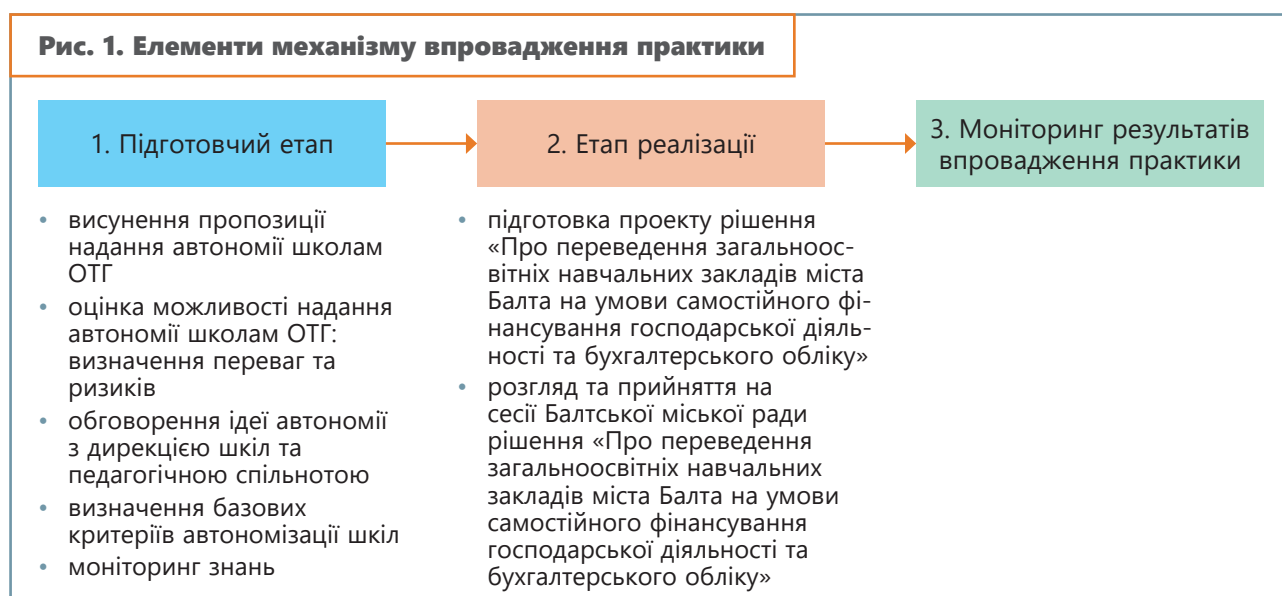 Рис. 1. Елементи механізму впровадження практики
1. Підготовчий етап
2. Етап реалізації
3. Моніторинг результатів
впровадження практики
• висунення пропозиції
надання автономії школам
ОТГ
• оцінка можливості надання
автономії школам ОТГ:
визначення переваг та
ризиків
• обговорення ідеї автономії
з дирекцією шкіл та
педагогічною спільнотою
• визначення базових
критеріїв автономізації шкіл
• моніторинг знань
• підготовка проекту рішення
«Про переведення загальноос-
вітніх навчальних закладів міста
Балта на умови самостійного фі-
нансування господарської діяль-
ності та бухгалтерського обліку»
• розгляд та прийняття на
сесії Балтської міської ради
рішення «Про переведення
загальноосвітніх навчальних
закладів міста Балта на умови
самостійного фінансування
господарської діяльності та
бухгалтерського обліку»